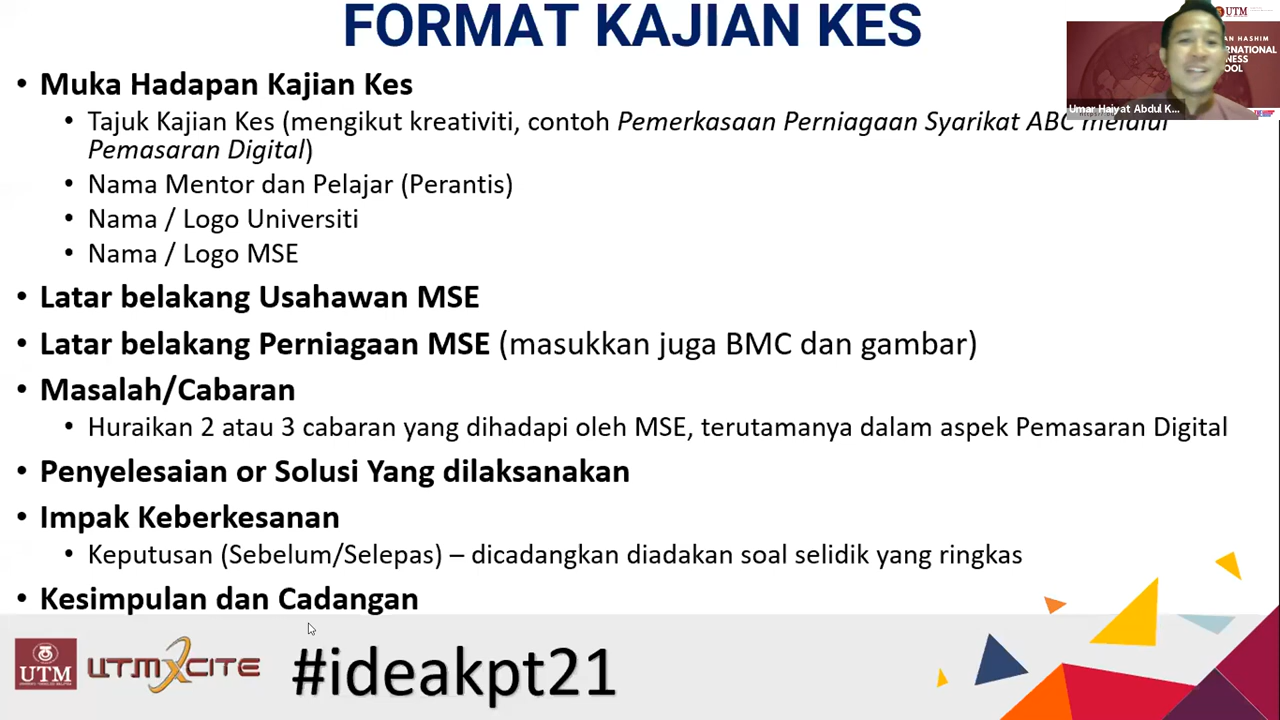 FORMAT KAJIAN KES
• Muka Hadapan Kajian Kes
• Tajuk Kajian Kes (mengikut kreativiti, contoh Pemerkasaan Perniagaan Syarikat ABC melalui
Pemasaran Digital)
• Nama Mentor dan Pelajar (Perantis)
• Nama / Logo Universiti
• Nama / Logo MSE
• Latar belakang Usahawan MSE
• Latar belakang Perniagaan MSE (masukkan juga BMC dan gambar)
• Masalah/Cabaran
• Huraikan 2 atau 3 cabaran yang dihadapi oleh MSE, terutamanya dalam aspek Pemasaran Digital
• Penyelesaian or Solusi Yang dilaksanakan
• Impak Keberkesanan
• Keputusan (Sebelum/Selepas) – dicadangkan diadakan soal selidik yang ringkas
• Kesimpulan dan Cadangan
UTM
UTMXCITE
#ideakpt21
UTM
AN HASHIM
Umar Haiyat Abdul K...